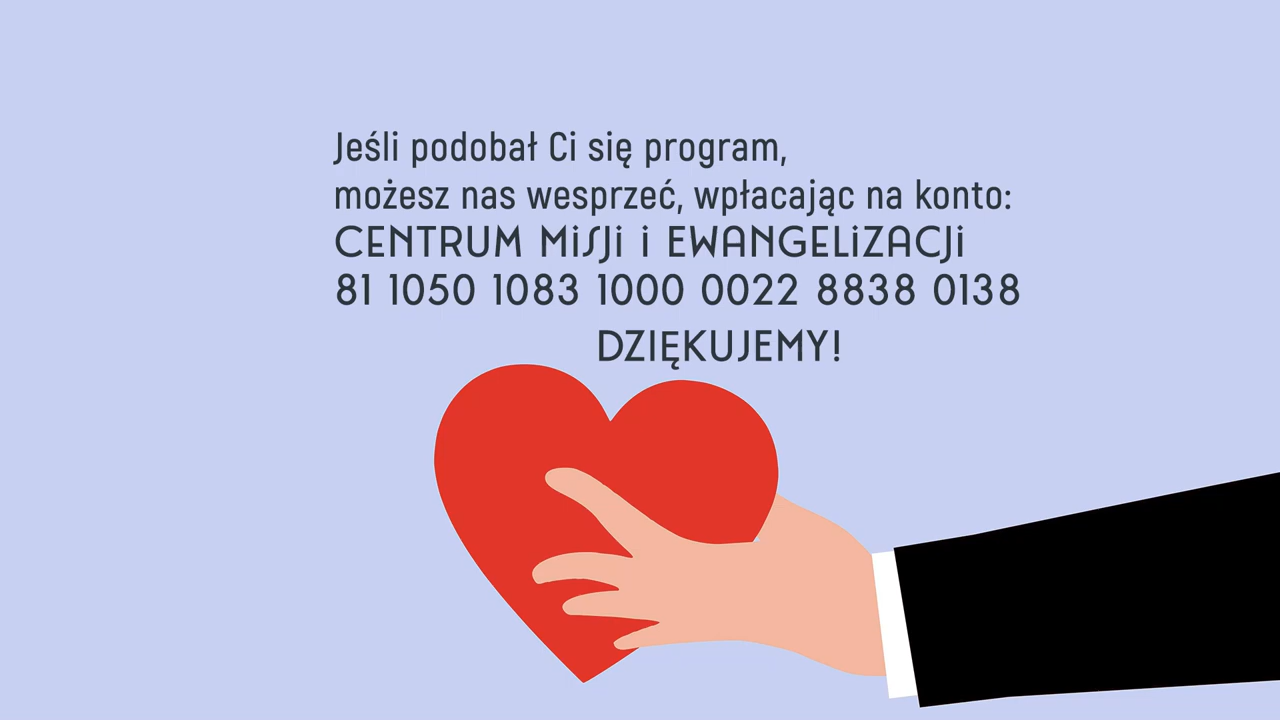 Jeśli podobał Ci się program,
możesz nas wesprzeć, wpłacając na konto:
CENTRUM MiSJi i EWANGELiZACJi
81 1050 1083 1000 0022 8838 0138
DZIĘKUJEMY!